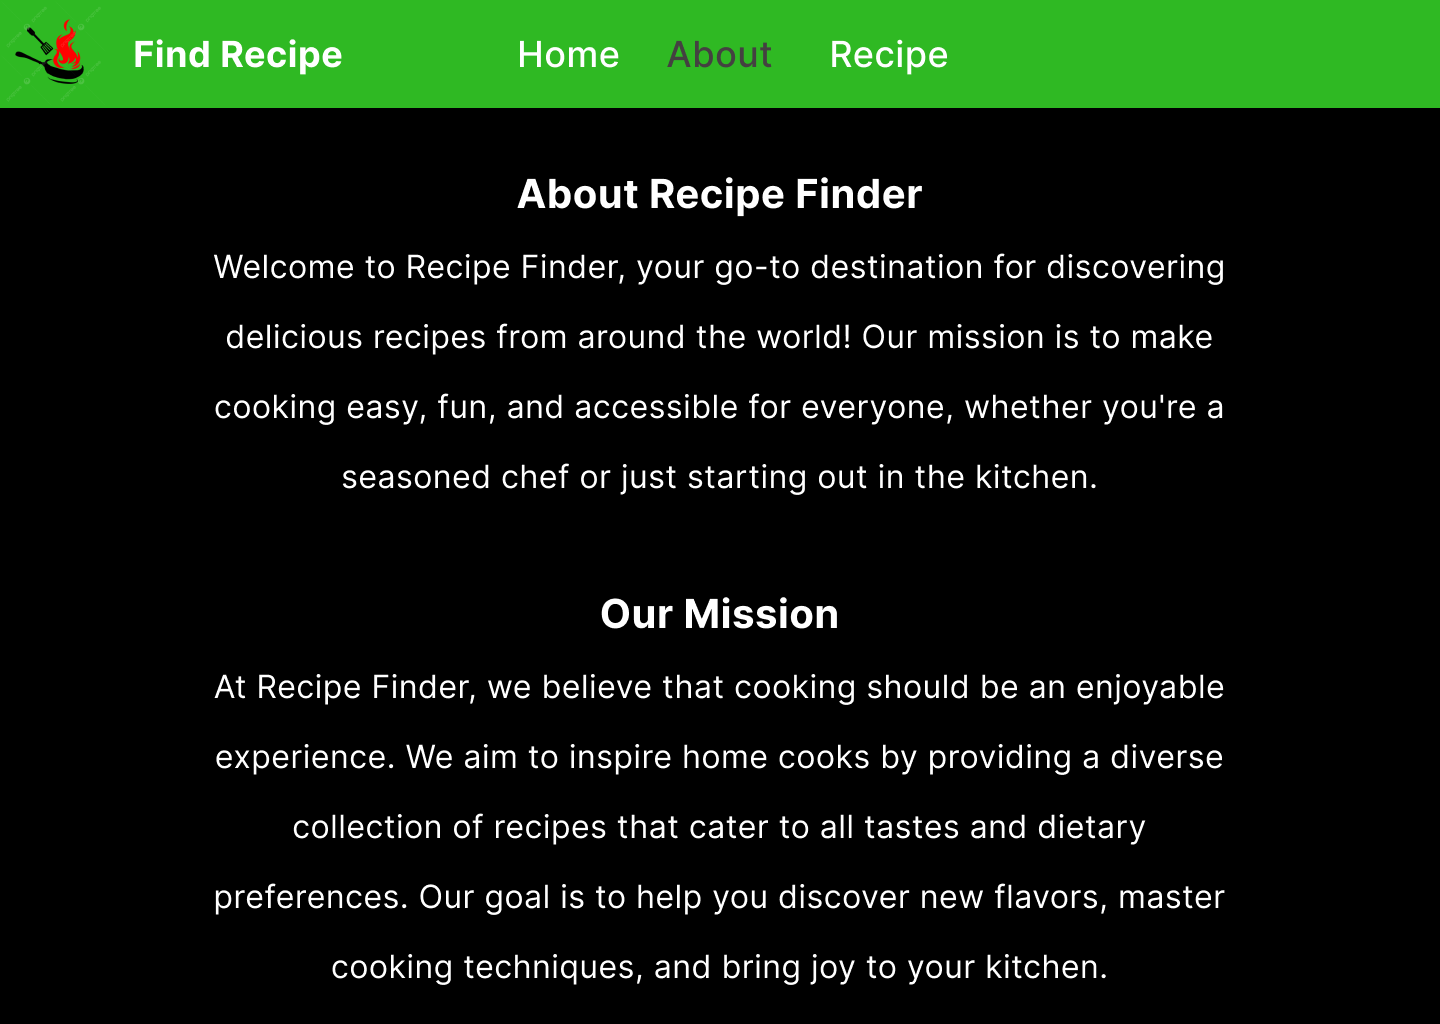 Find Recipe Home About Recipe
About Recipe Finder
Welcome to Recipe Finder, your go-to destination for discovering
delicious recipes from around the world! Our mission is to make
cooking easy, fun, and accessible for everyone, whether you're a
seasoned chef or just starting out in the kitchen.
Our Mission
At Recipe Finder, we believe that cooking should be an enjoyable
experience. We aim to inspire home cooks by providing a diverse
collection of recipes that cater to all tastes and dietary
preferences. Our goal is to help you discover new flavors, master
cooking techniques, and bring joy to your kitchen.